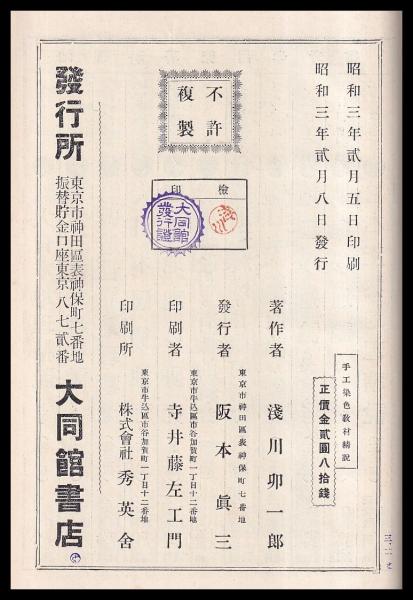 昭和三年貳月五日印刷
昭和三年貳月八日發行
不許
複製
檢印
大同館
發行證
手工染色教材精説
正價金貳圓八拾錢
著作者 淺川卯一郎
東京市神田區表神保町七番地
發行者 阪本眞三
東京市牛込區市谷加賀町一丁目十二番地
印刷者 寺井藤左工門
東京市牛込區市谷加賀町一丁目十二番地
印刷所 株式會社秀英舍
發行所
東京市神田區表神保町七番地
振替貯金口座東京八七貳番
大同館書店